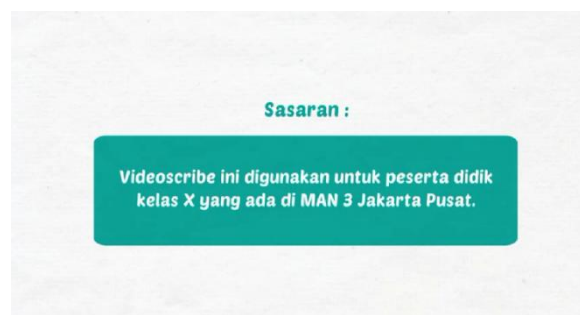 Sasaran :
Videoscribe ini digunakan untuk peserta didik
kelas X yang ada di MAN 3 Jakarta Pusat.